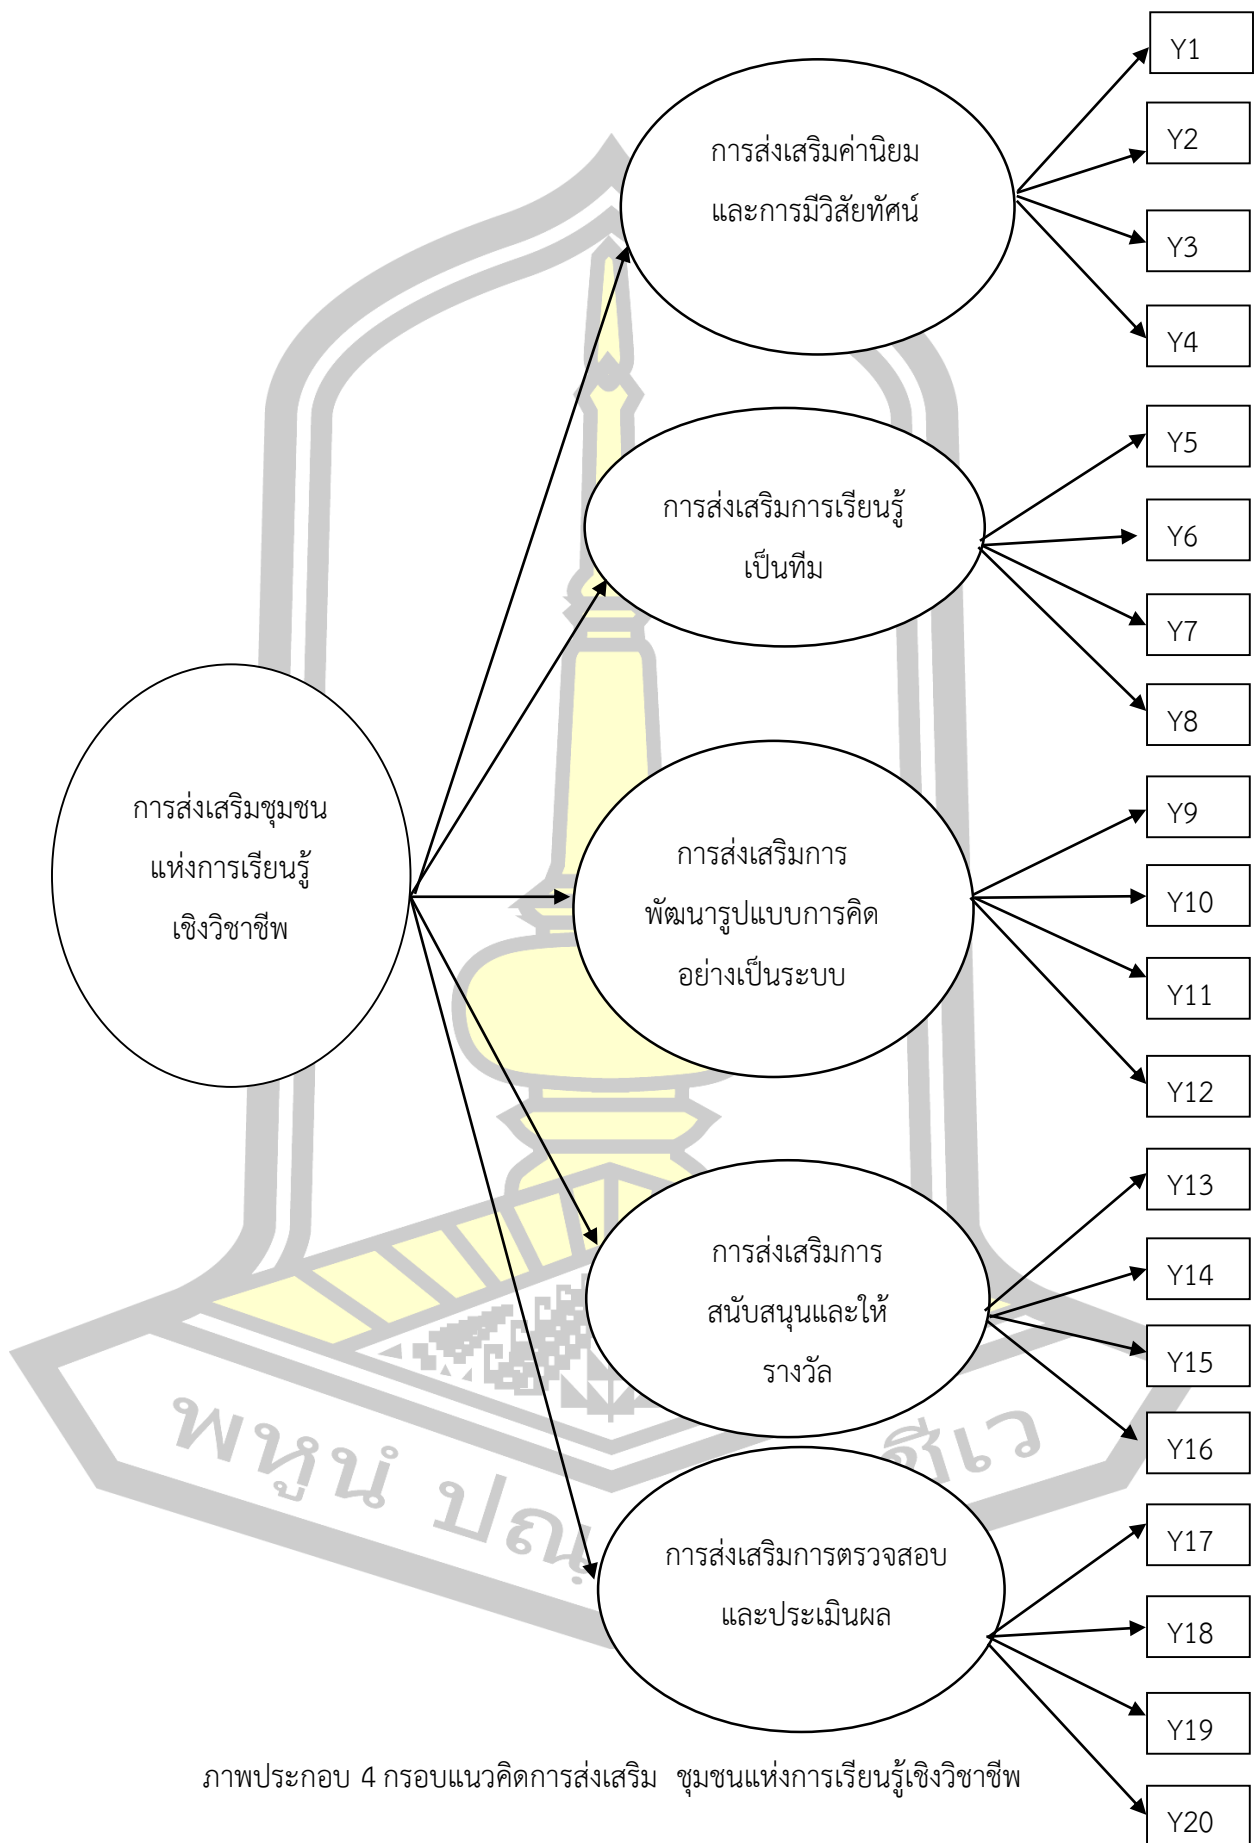 Y1
Y2
Y3
Y4
การส่งเสริมค่านิยม
และการมีวิสัยทัศน์
Y5
Y6
Y7
Y8
การส่งเสริมการเรียนรู้
เป็นทีม
การส่งเสริมชุมชน
แห่งการเรียนรู้
เชิงวิชาชีพ
การส่งเสริมการ
พัฒนารูปแบบการคิด
อย่างเป็นระบบ
Y9
Y10
Y11
Y12
การส่งเสริมการ
สนับสนุนและให้
รางวัล
Y13
Y14
Y15
Y16
พหูนํ ปณฺ ชีเว
การส่งเสริมการตรวจสอบ
และประเมินผล
Y17
Y18
Y19
Y20
ภาพประกอบ 4 กรอบแนวคิดการส่งเสริม ชุมชนแห่งการเรียนรู้เชิงวิชาชีพ